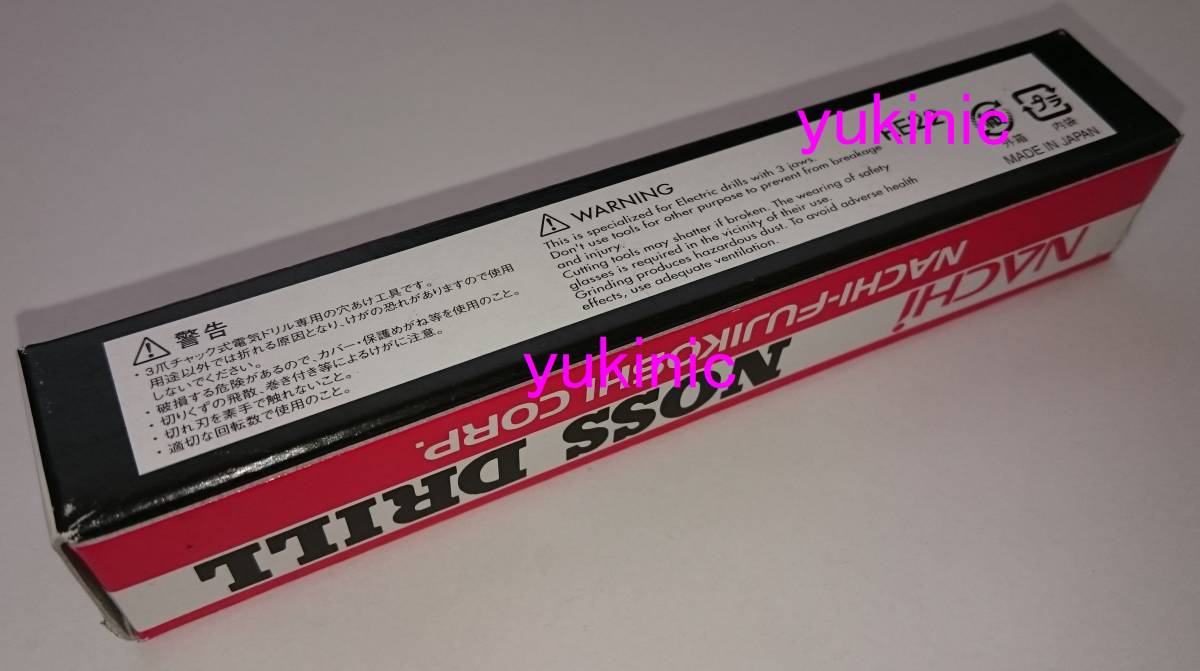 警告
・3爪チャック式電気ドリル専用の穴あけ工具です。
用途以外では折れる原因となり、けがの恐れがありますので使用
しないでください。
・破損する危険があるので、カバー・保護めがね等を使用のこと。
・切りくずの飛散、巻き付き等によるけがに注意。
・切れ刃を素手で触れないこと。
・適切な回転数で使用のこと。
WARNING
This is specialized for Electric drills with 3 jaws.
Don't use tools for other purpose to prevent from breakage
and injury.
Cutting tools may shatter if broken. The wearing of safety
glasses is required in the vicinity of their use.
Grinding produces hazardous dust. To avoid adverse health
effects, use adequate ventilation.
プラ
外箱 内袋
MADE IN JAPAN
yukinic
yukinic
NACHi
NACHI-FUJIKOSHI CORP.
DRILL